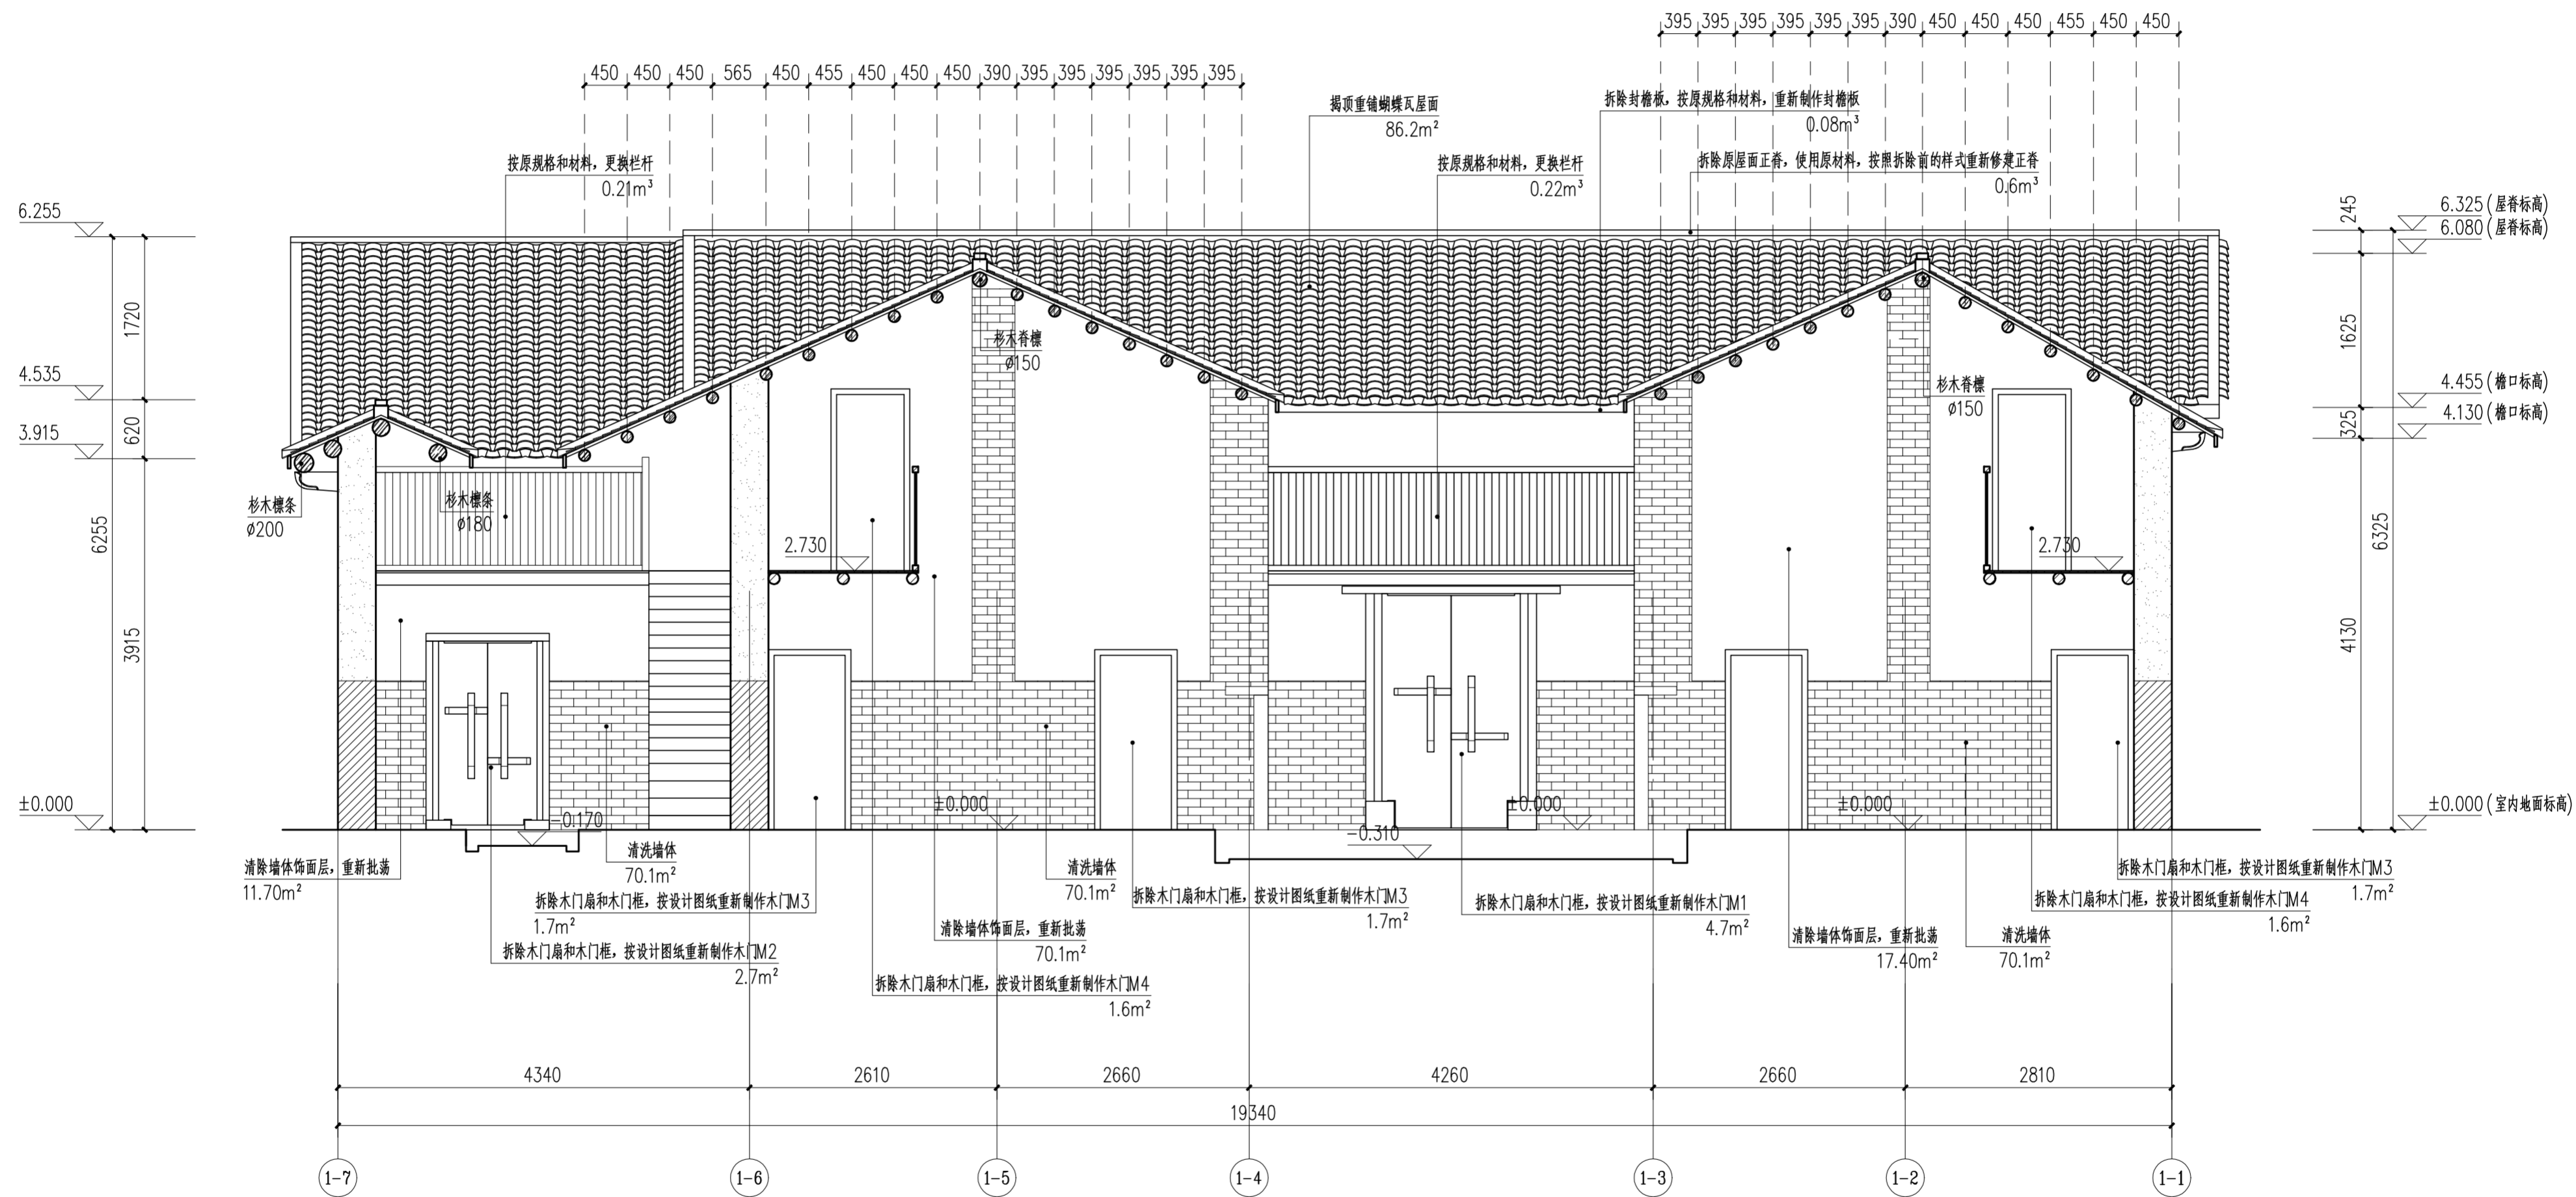 395 395 395 395 395 395 390 450 450 450 455 450 450
450 450 450 565 450 455 450 450 450 390 395 395 395 395 395 395
揭顶重铺蝴蝶瓦屋面
86.2m²
拆除封檐板，按原规格和材料，重新制作封檐板
0.08m³
按原规格和材料，更换栏杆
0.21m³
按原规格和材料，更换栏杆
0.22m³
拆除原屋面正脊，使用原材料，按照拆除前的样式重新修建正脊
0.6m³
6.255
4.535
3.915
±0.000
1720
620
3915
6255
245
1625
325
4130
6325
6.325(屋脊标高)
6.080(屋脊标高)
4.455(檐口标高)
4.130(檐口标高)
±0.000(室内地面标高)
杉木脊檩
ø150
杉木脊檩
ø150
杉木檩条
ø200
杉木檩条
ø180
2.730
2.730
-0.170
±0.000
-0.310
±0.000
±0.000
清除墙体饰面层，重新批荡
11.70m²
清洗墙体
70.1m²
拆除木门扇和木门框，按设计图纸重新制作木门M3
1.7m²
拆除木门扇和木门框，按设计图纸重新制作木门M2
2.7m²
清除墙体饰面层，重新批荡
70.1m²
拆除木门扇和木门框，按设计图纸重新制作木门M4
1.6m²
清洗墙体
70.1m²
拆除木门扇和木门框，按设计图纸重新制作木门M3
1.7m²
拆除木门扇和木门框，按设计图纸重新制作木门M1
4.7m²
清除墙体饰面层，重新批荡
17.40m²
清洗墙体
70.1m²
拆除木门扇和木门框，按设计图纸重新制作木门M3
1.7m²
拆除木门扇和木门框，按设计图纸重新制作木门M4
1.6m²
4340 2610 2660 4260 2660 2810
19340
1-7 1-6 1-5 1-4 1-3 1-2 1-1